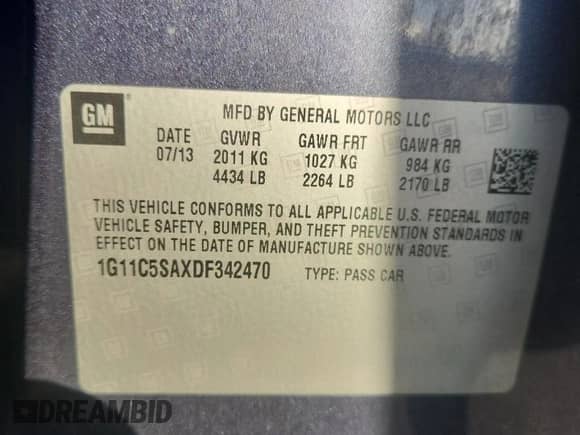 GM
MFD BY GENERAL MOTORS LLC
DATE GVWR GAWR FRT GAWR RR
07/13 2011 KG 1027 KG 984 KG
4434 LB 2264 LB 2170 LB
THIS VEHICLE CONFORMS TO ALL APPLICABLE U.S. FEDERAL MOTOR
VEHICLE SAFETY, BUMPER, AND THEFT PREVENTION STANDARDS IN
EFFECT ON THE DATE OF MANUFACTURE SHOWN ABOVE.
1G11C5SAXDF342470 TYPE: PASS CAR
DREAMBID